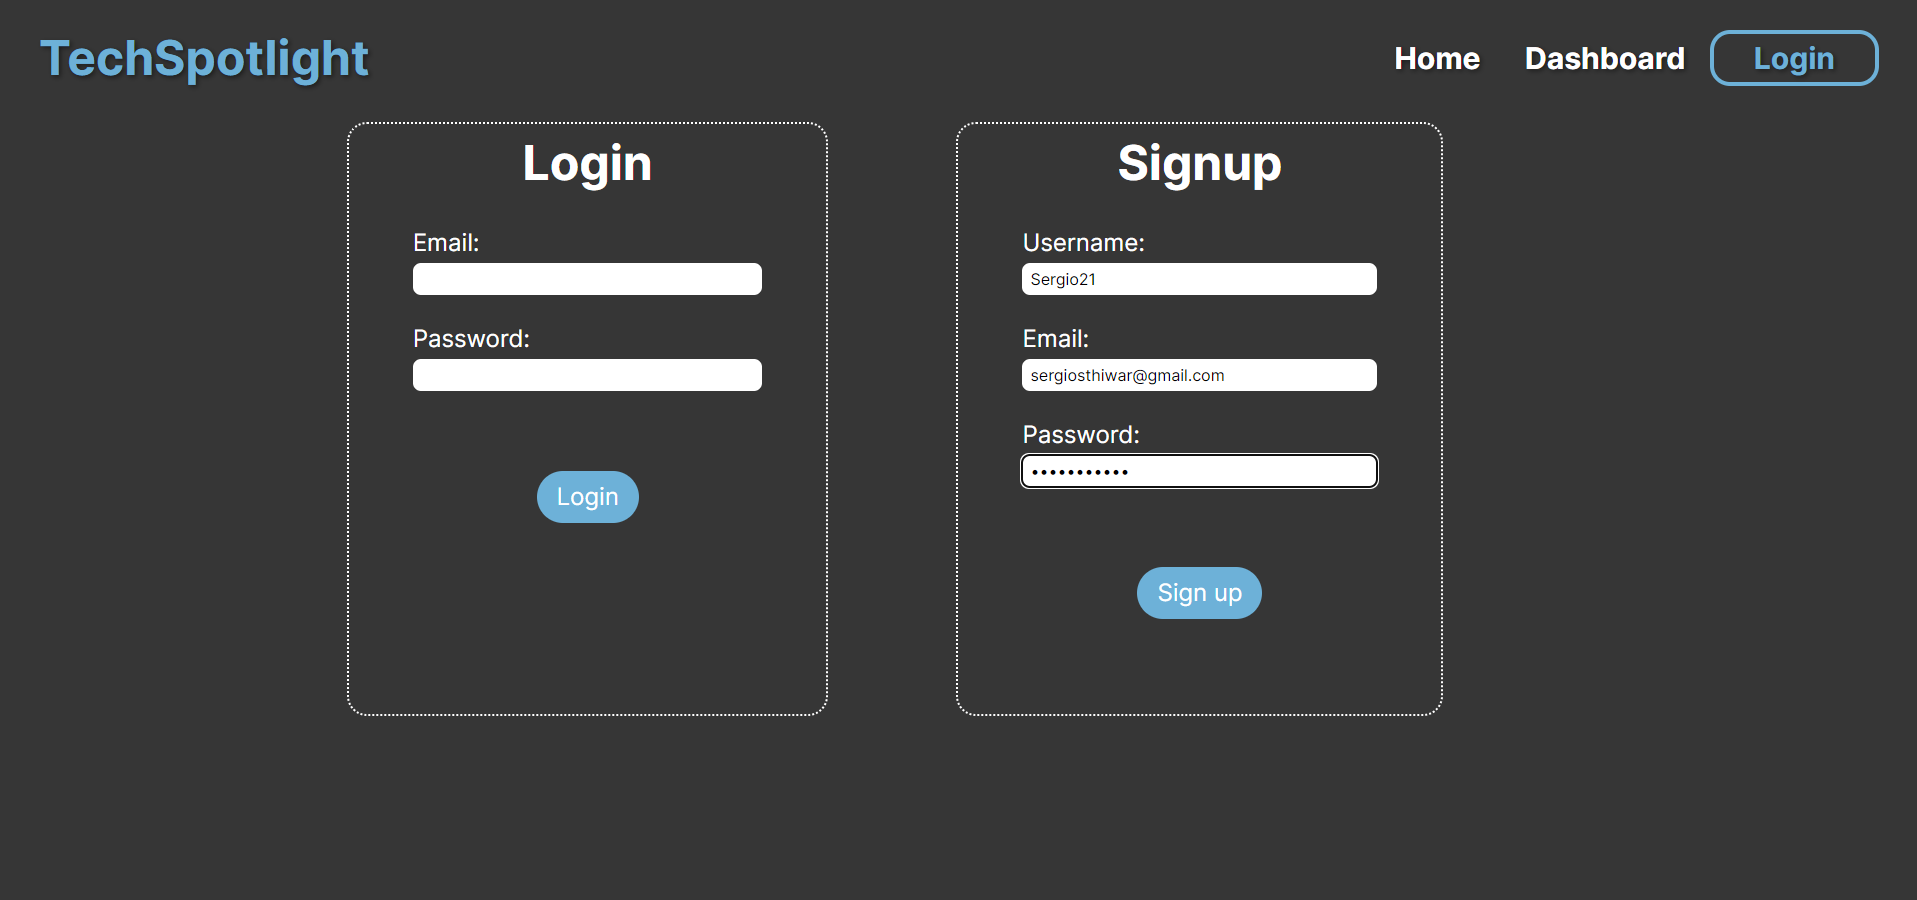 TechSpotlight
Home
Dashboard
Login
Login
Email:
Password:
Login
Signup
Username:
Sergio21
Email:
sergiosthiwar@gmail.com
Password:
•••••••••••
Sign up